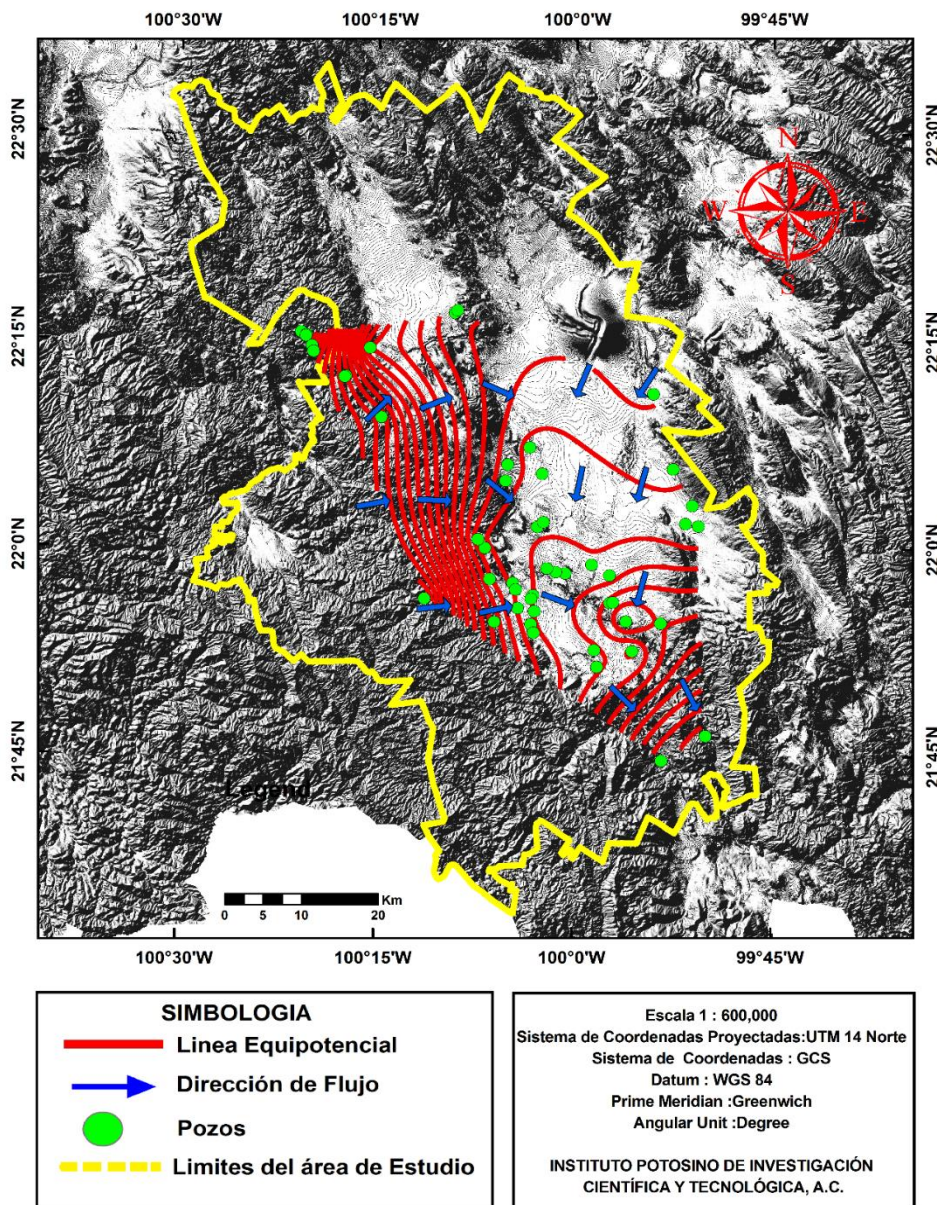 100°30'W 100°15'W 100°0'W 99°45'W
22°30'N 22°30'N
N
W E
S
22°15'N 22°15'N
22°0'N 22°0'N
21°45'N 21°45'N
Legend
Km
0 5 10 20
100°30'W 100°15'W 100°0'W 99°45'W
SIMBOLOGIA
Linea Equipotencial
Dirección de Flujo
Pozos
Limites del área de Estudio
Escala 1 : 600,000
Sistema de Coordenadas Proyectadas:UTM 14 Norte
Sistema de Coordenadas : GCS
Datum : WGS 84
Prime Meridian :Greenwich
Angular Unit :Degree
INSTITUTO POTOSINO DE INVESTIGACIÓN
CIENTÍFICA Y TECNOLÓGICA, A.C.